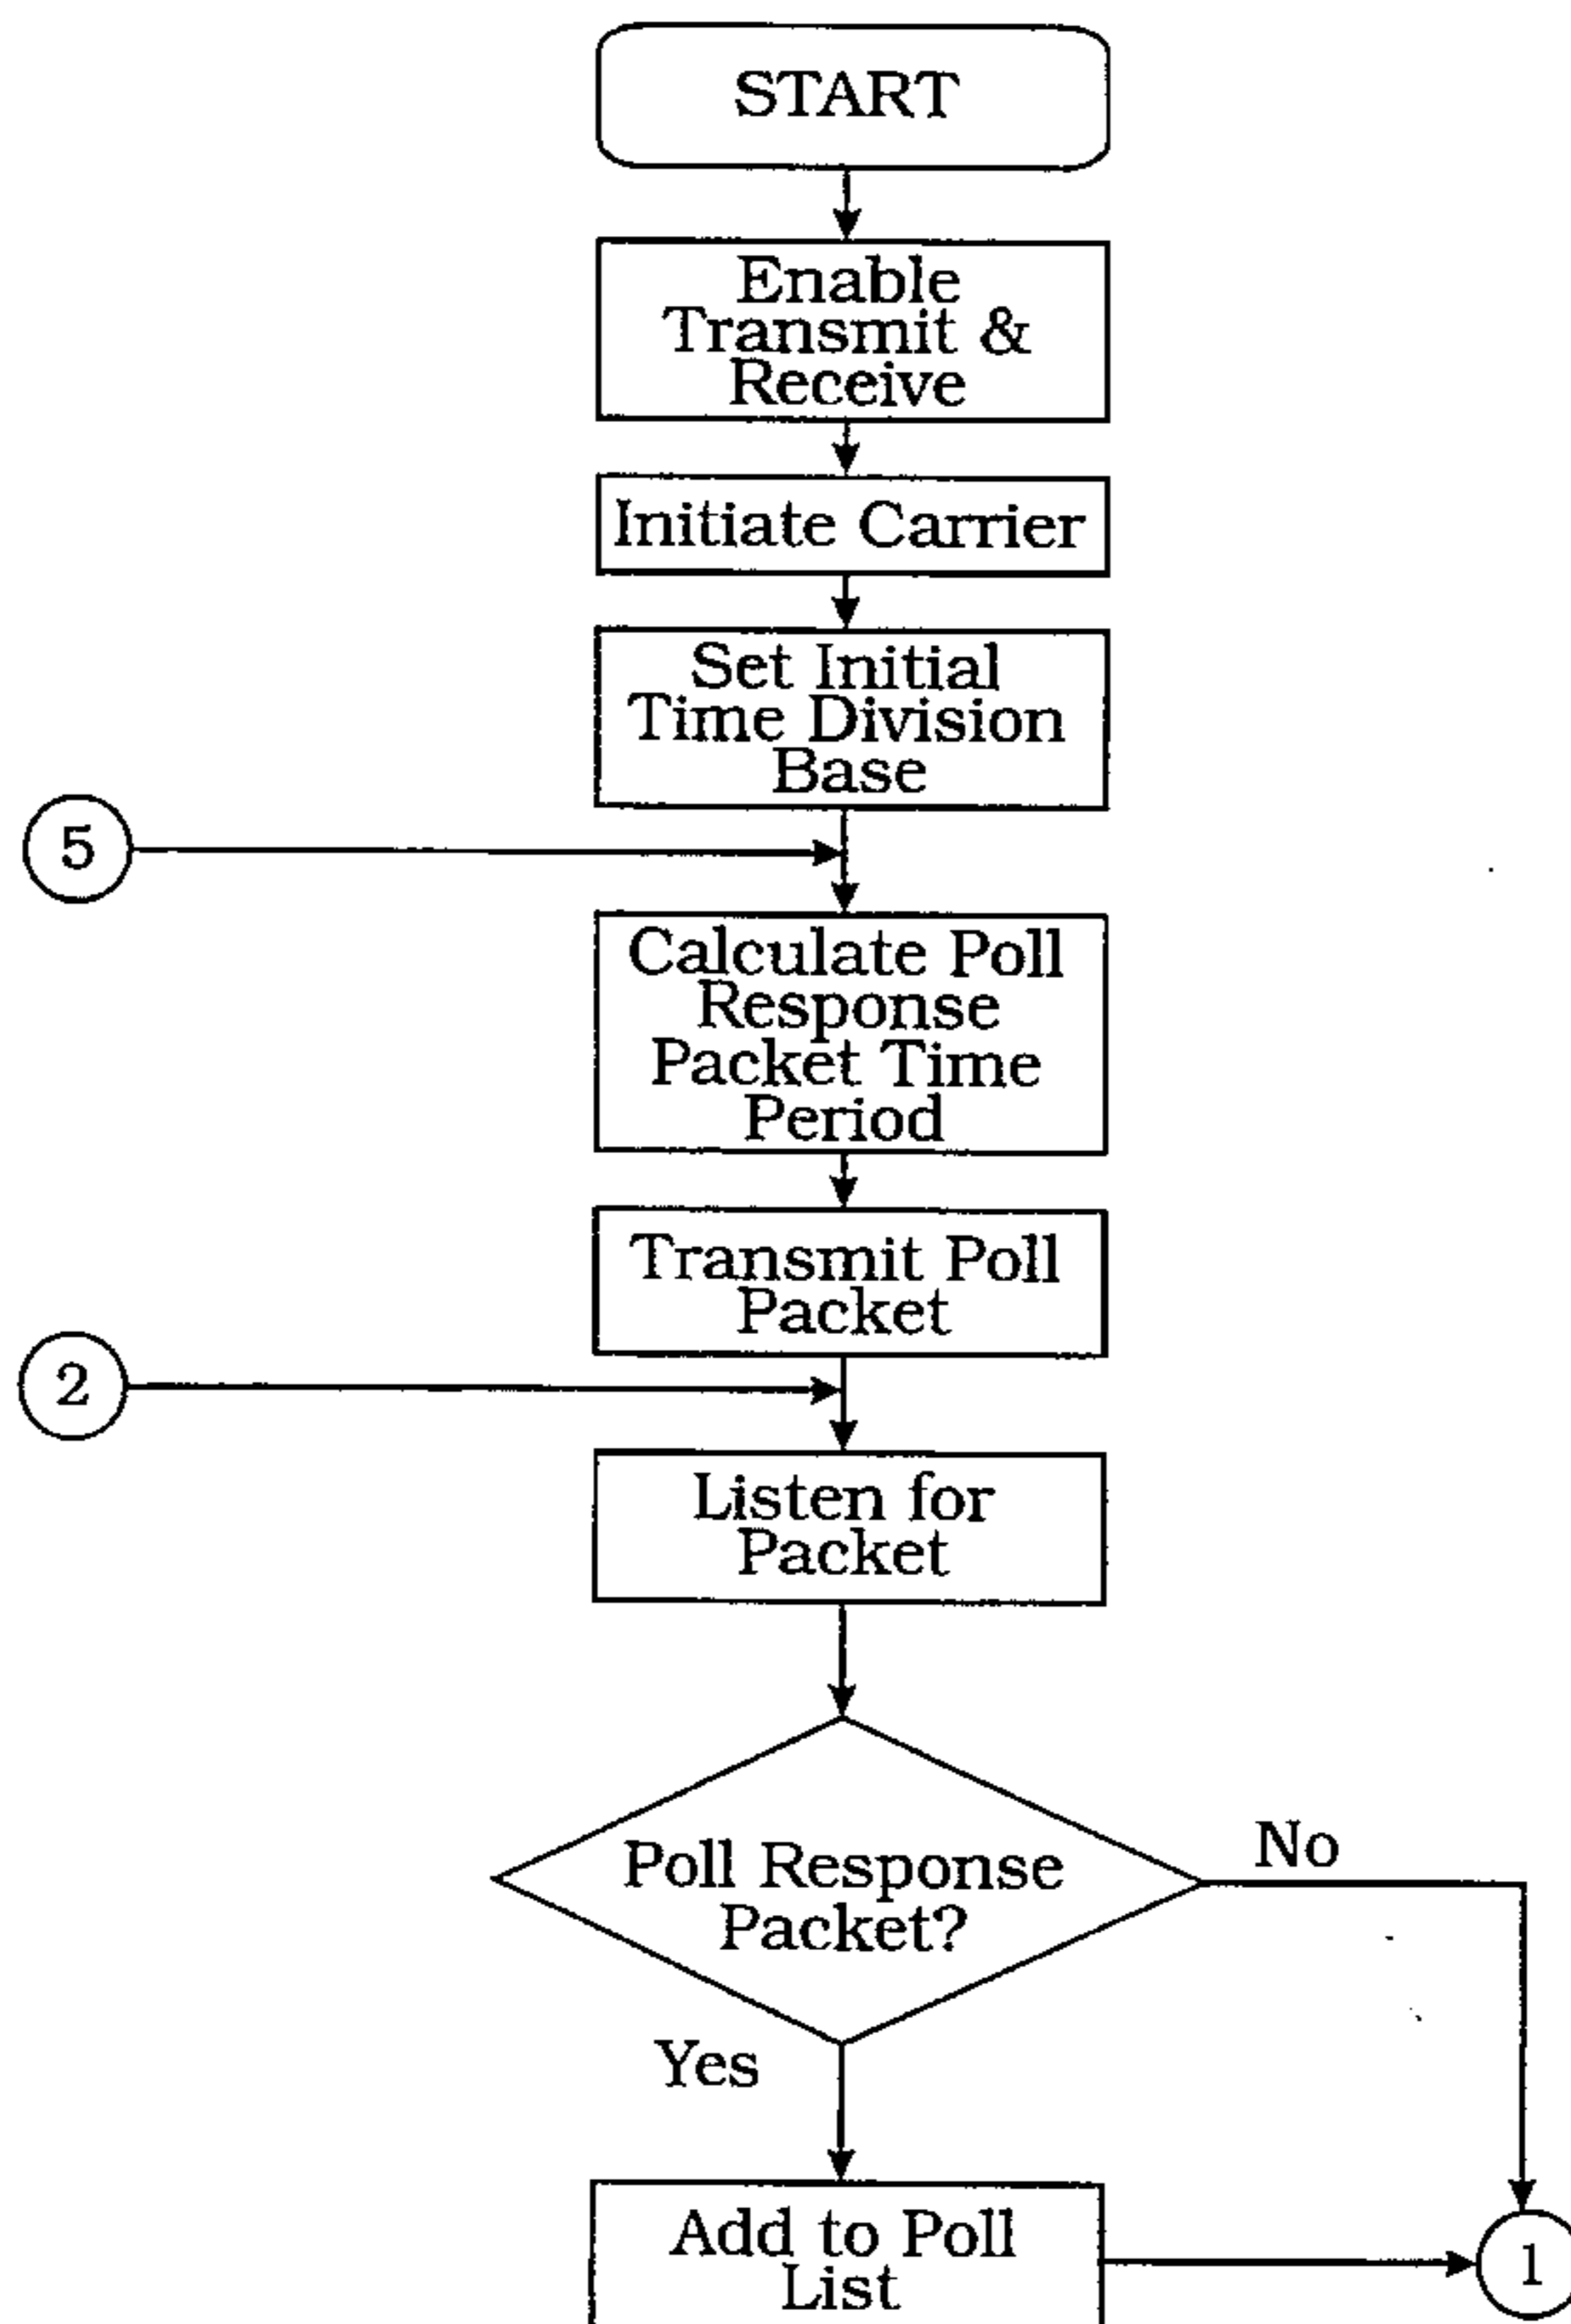 START
Enable
Transmit &
Receive
Initiate Carrier
Set Initial
Time Division
Base
5
Calculate Poll
Response
Packet Time
Period
Transmit Poll
Packet
2
Listen for
Packet
Poll Response
Packet?
No
Yes
Add to Poll
List
1